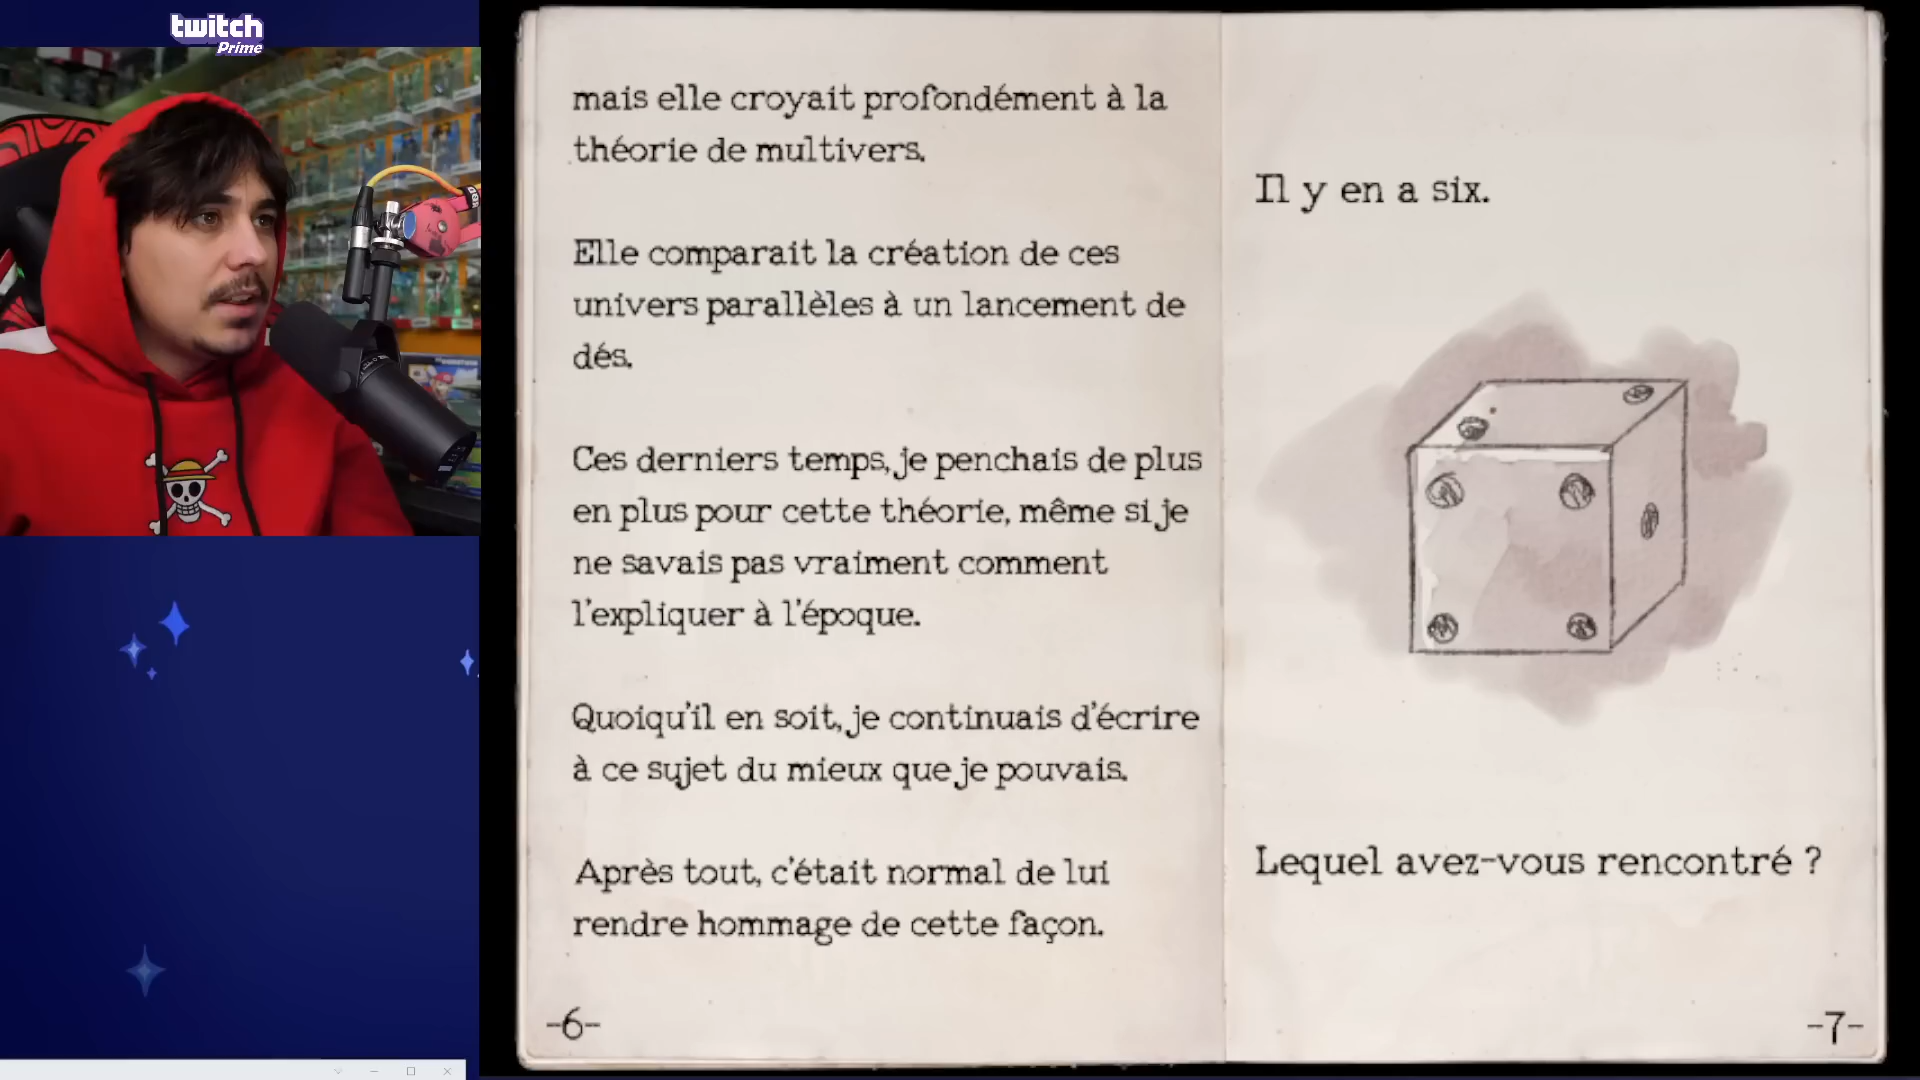 twitch
Prime
mais elle croyait profondément à la
théorie de multivers.
Elle comparait la création de ces
univers parallèles à un lancement de
dés.
Ces derniers temps, je penchais de plus
en plus pour cette théorie, même si je
ne savais pas vraiment comment
l'expliquer à l'époque.
Quoiqu'il en soit, je continuais d'écrire
à ce sujet du mieux que je pouvais.
Après tout, c'était normal de lui
rendre hommage de cette façon.
-6-
Il y en a six.
Lequel avez-vous rencontré ?
-7-